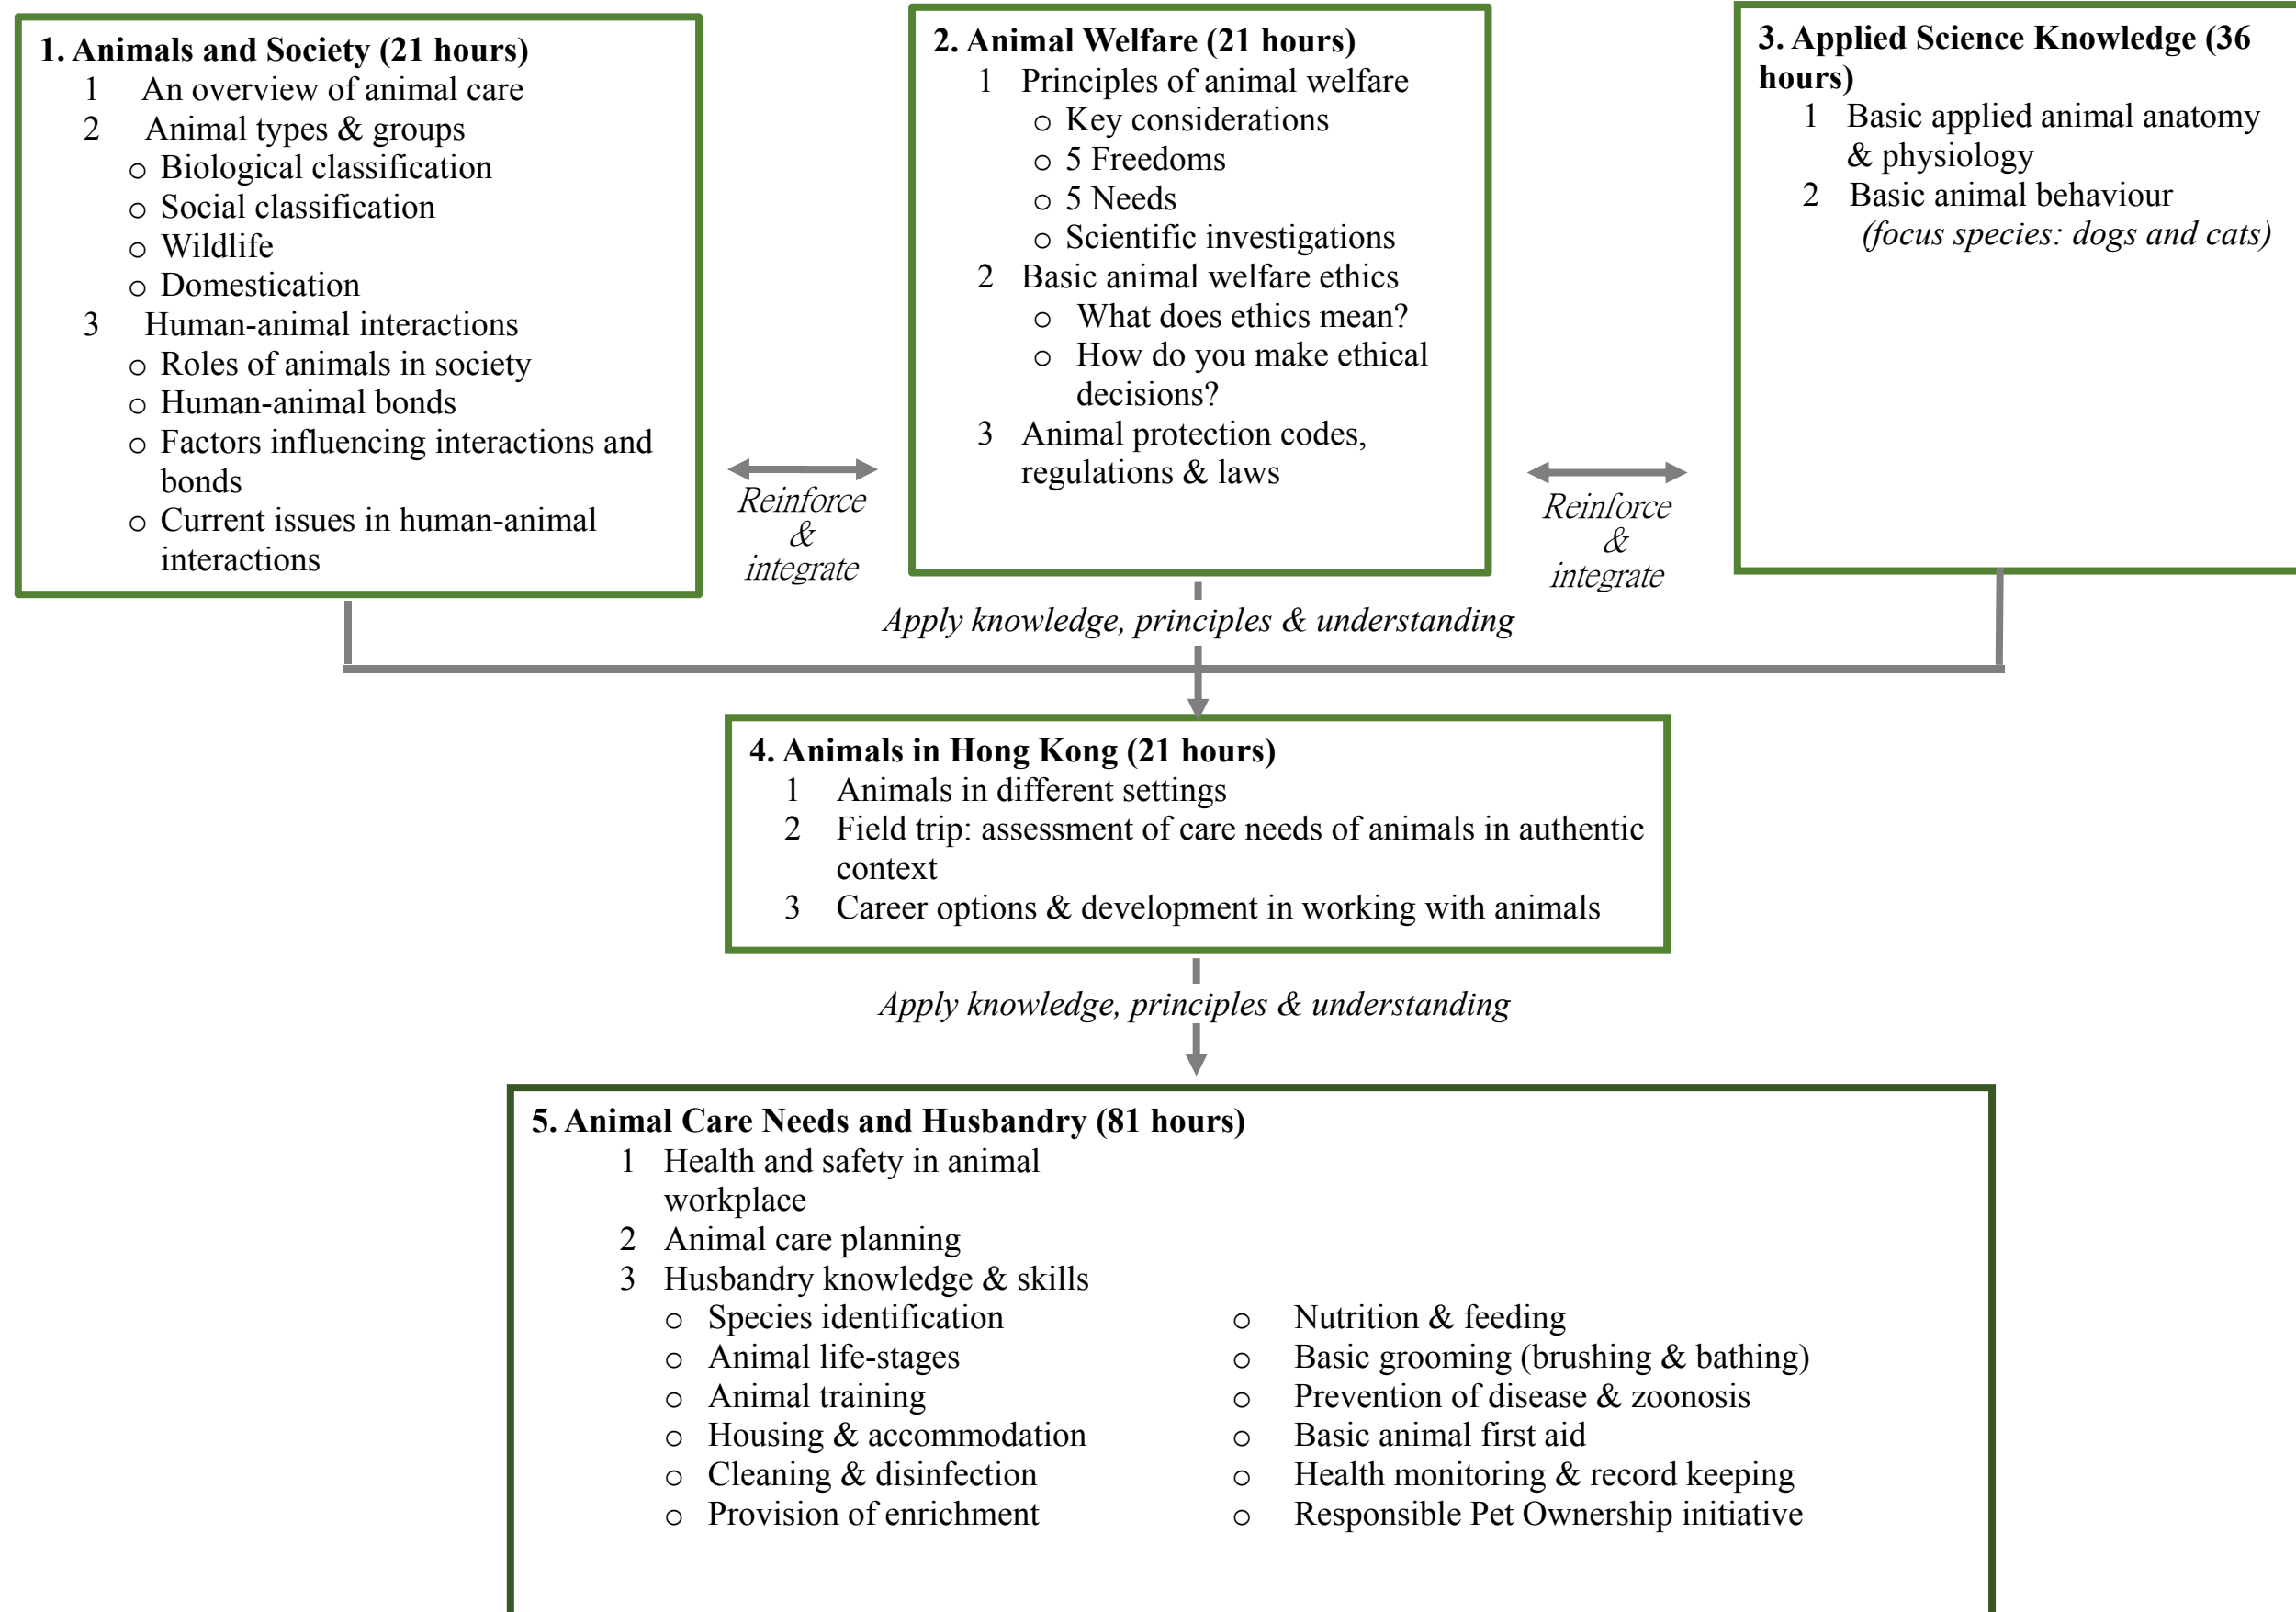 1. Animals and Society (21 hours)
1 An overview of animal care
2 Animal types & groups
o Biological classification
o Social classification
o Wildlife
o Domestication
3 Human-animal interactions
o Roles of animals in society
o Human-animal bonds
o Factors influencing interactions and
bonds
o Current issues in human-animal
interactions
Reinforce
&
integrate
2. Animal Welfare (21 hours)
1 Principles of animal welfare
o Key considerations
o 5 Freedoms
o 5 Needs
o Scientific investigations
2 Basic animal welfare ethics
o What does ethics mean?
o How do you make ethical
decisions?
3 Animal protection codes,
regulations & laws
Reinforce
&
integrate
3. Applied Science Knowledge (36
hours)
1 Basic applied animal anatomy
& physiology
2 Basic animal behaviour
(focus species: dogs and cats)
Apply knowledge, principles & understanding
4. Animals in Hong Kong (21 hours)
1 Animals in different settings
2 Field trip: assessment of care needs of animals in authentic
context
3 Career options & development in working with animals
Apply knowledge, principles & understanding
5. Animal Care Needs and Husbandry (81 hours)
1 Health and safety in animal
workplace
2 Animal care planning
3 Husbandry knowledge & skills
o Species identification
o Animal life-stages
o Animal training
o Housing & accommodation
o Cleaning & disinfection
o Provision of enrichment
o Nutrition & feeding
o Basic grooming (brushing & bathing)
o Prevention of disease & zoonosis
o Basic animal first aid
o Health monitoring & record keeping
o Responsible Pet Ownership initiative